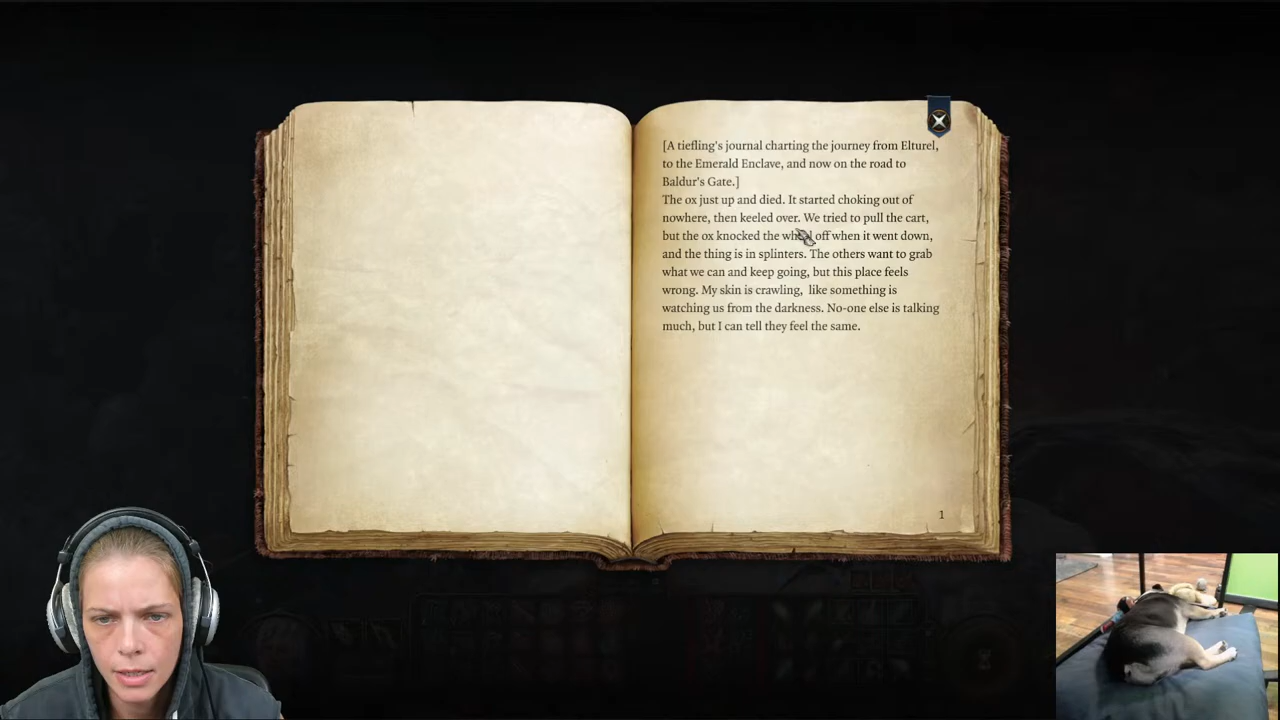 [A tiefling's journal charting the journey from Elturel,
to the Emerald Enclave, and now on the road to
Baldur's Gate.]
The ox just up and died. It started choking out of
nowhere, then keeled over. We tried to pull the cart,
but the ox knocked the wheel off when it went down,
and the thing is in splinters. The others want to grab
what we can and keep going, but this place feels
wrong. My skin is crawling, like something is
watching us from the darkness. No-one else is talking
much, but I can tell they feel the same.
1